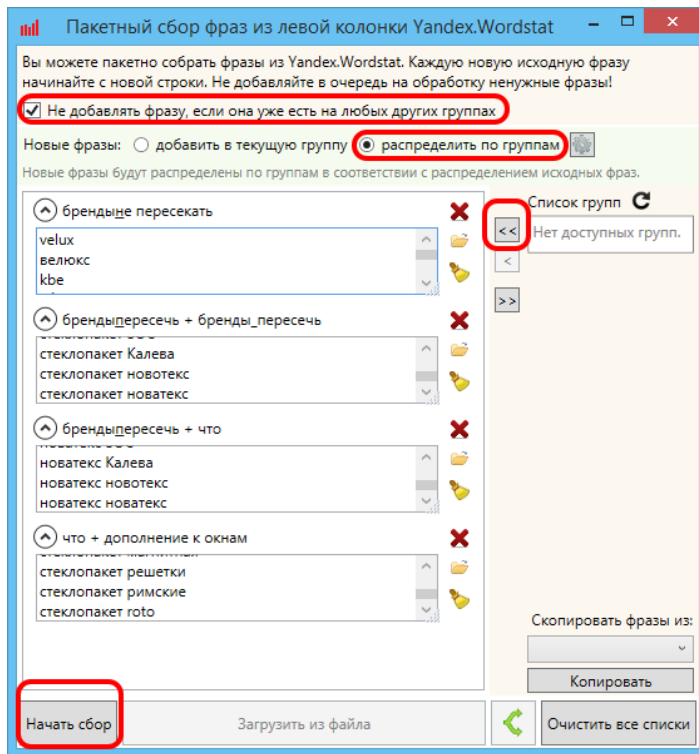 Пакетный сбор фраз из левой колонки Yandex.Wordstat
Вы можете пакетно собрать фразы из Yandex.Wordstat. Каждую новую исходную фразу
начинайте с новой строки. Не добавляйте в очередь на обработку ненужные фразы!
Не добавлять фразу, если она уже есть на любых других группах
Новые фразы: добавить в текущую группу распределить по группам
Новые фразы будут распределены по группам в соответствии с распределением исходных фраз.
Список групп
брендыне пересекать
<<
Нет доступных групп.
velux
велюкс
kbe
<
>>
брендыпересечь + бренды_пересечь
стеклопакет Калева
стеклопакет новотекс
стеклопакет новатекс
брендыпересечь + что
новатекс Калева
новатекс новотекс
новатекс новатекс
что + дополнение к окнам
стеклопакет решетки
стеклопакет римские
стеклопакет roto
Скопировать фразы из:
Копировать
Начать сбор
Загрузить из файла
Очистить все списки